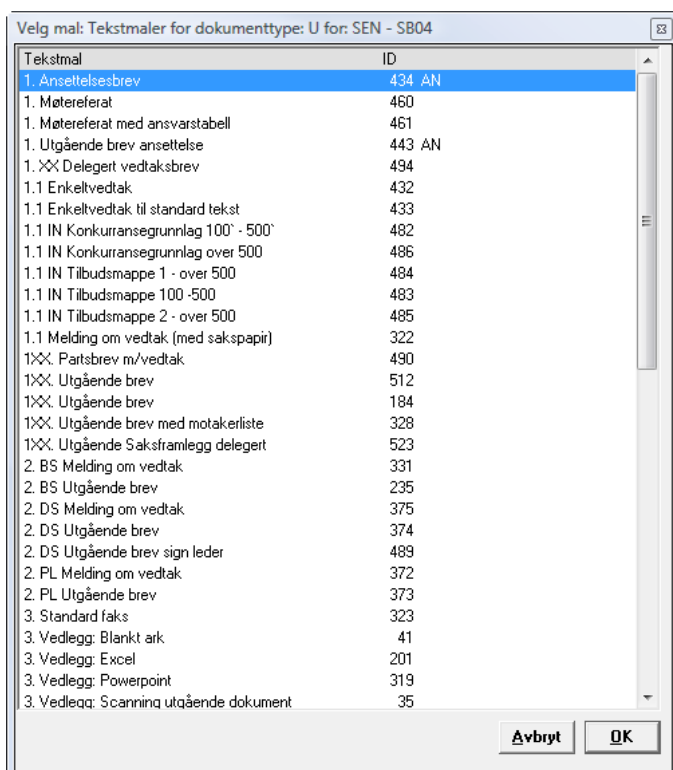 Velg mal: Tekstmaler for dokumenttype: U for: SEN - SB04
Tekstmal ID
1. Ansettelsesbrev 434 AN
1. Møtereferat 460
1. Møtereferat med ansvarstabell 461
1. Utgående brev ansettelse 443 AN
1. XX Delegert vedtaksbrev 494
1.1 Enkeltvedtak 432
1.1 Enkeltvedtak til standard tekst 433
1.1 IN Konkurransegrunnlag 100` - 500` 482
1.1 IN Konkurransegrunnlag over 500 486
1.1 IN Tilbudsmappe 1 - over 500 484
1.1 IN Tilbudsmappe 100 -500 483
1.1 IN Tilbudsmappe 2 - over 500 485
1.1 Melding om vedtak (med sakspapir) 322
1XX. Partsbrev m/vedtak 490
1XX. Utgående brev 512
1XX. Utgående brev 184
1XX. Utgående brev med motakerliste 328
1XX. Utgående Saksframlegg delegert 523
2. BS Melding om vedtak 331
2. BS Utgående brev 235
2. DS Melding om vedtak 375
2. DS Utgående brev 374
2. DS Utgående brev sign leder 489
2. PL Melding om vedtak 372
2. PL Utgående brev 373
3. Standard faks 323
3. Vedlegg: Blankt ark 41
3. Vedlegg: Excel 201
3. Vedlegg: Powerpoint 319
3. Vedlegg: Scanning utgående dokument 35
Avbryt OK